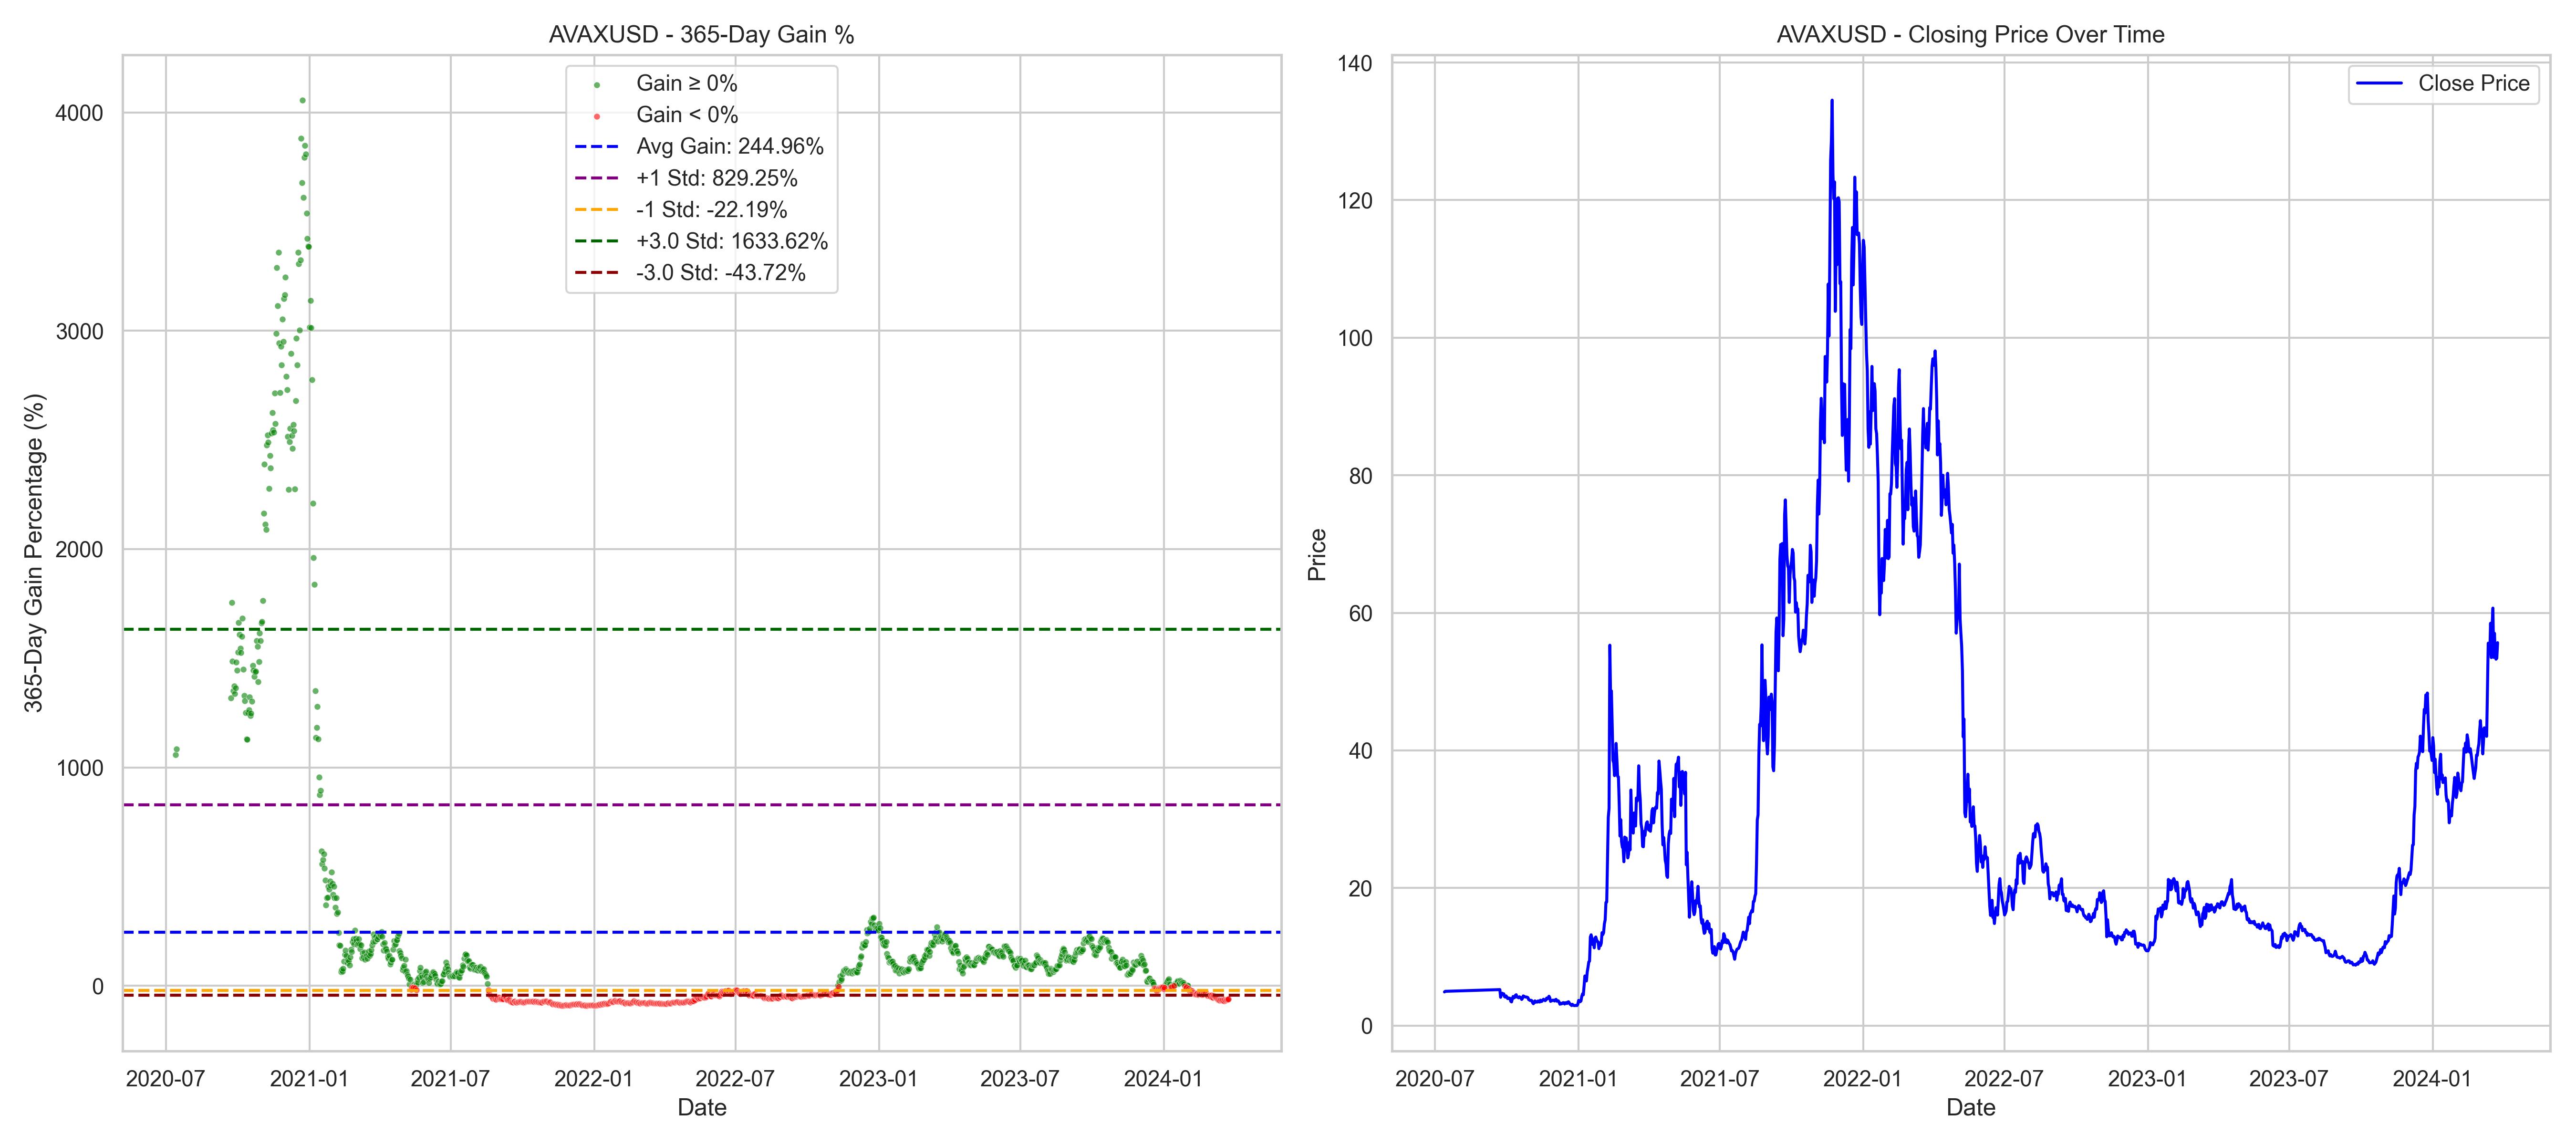 AVAXUSD - 365-Day Gain %
Gain ≥ 0%
Gain < 0%
Avg Gain: 244.96%
+1 Std: 829.25%
-1 Std: -22.19%
+3.0 Std: 1633.62%
-3.0 Std: -43.72%
365-Day Gain Percentage (%)
4000
3000
2000
1000
0
2020-07
2021-01
2021-07
2022-01
2022-07
2023-01
2023-07
2024-01
Date
AVAXUSD - Closing Price Over Time
Close Price
Price
140
120
100
80
60
40
20
0
2020-07
2021-01
2021-07
2022-01
2022-07
2023-01
2023-07
2024-01
Date